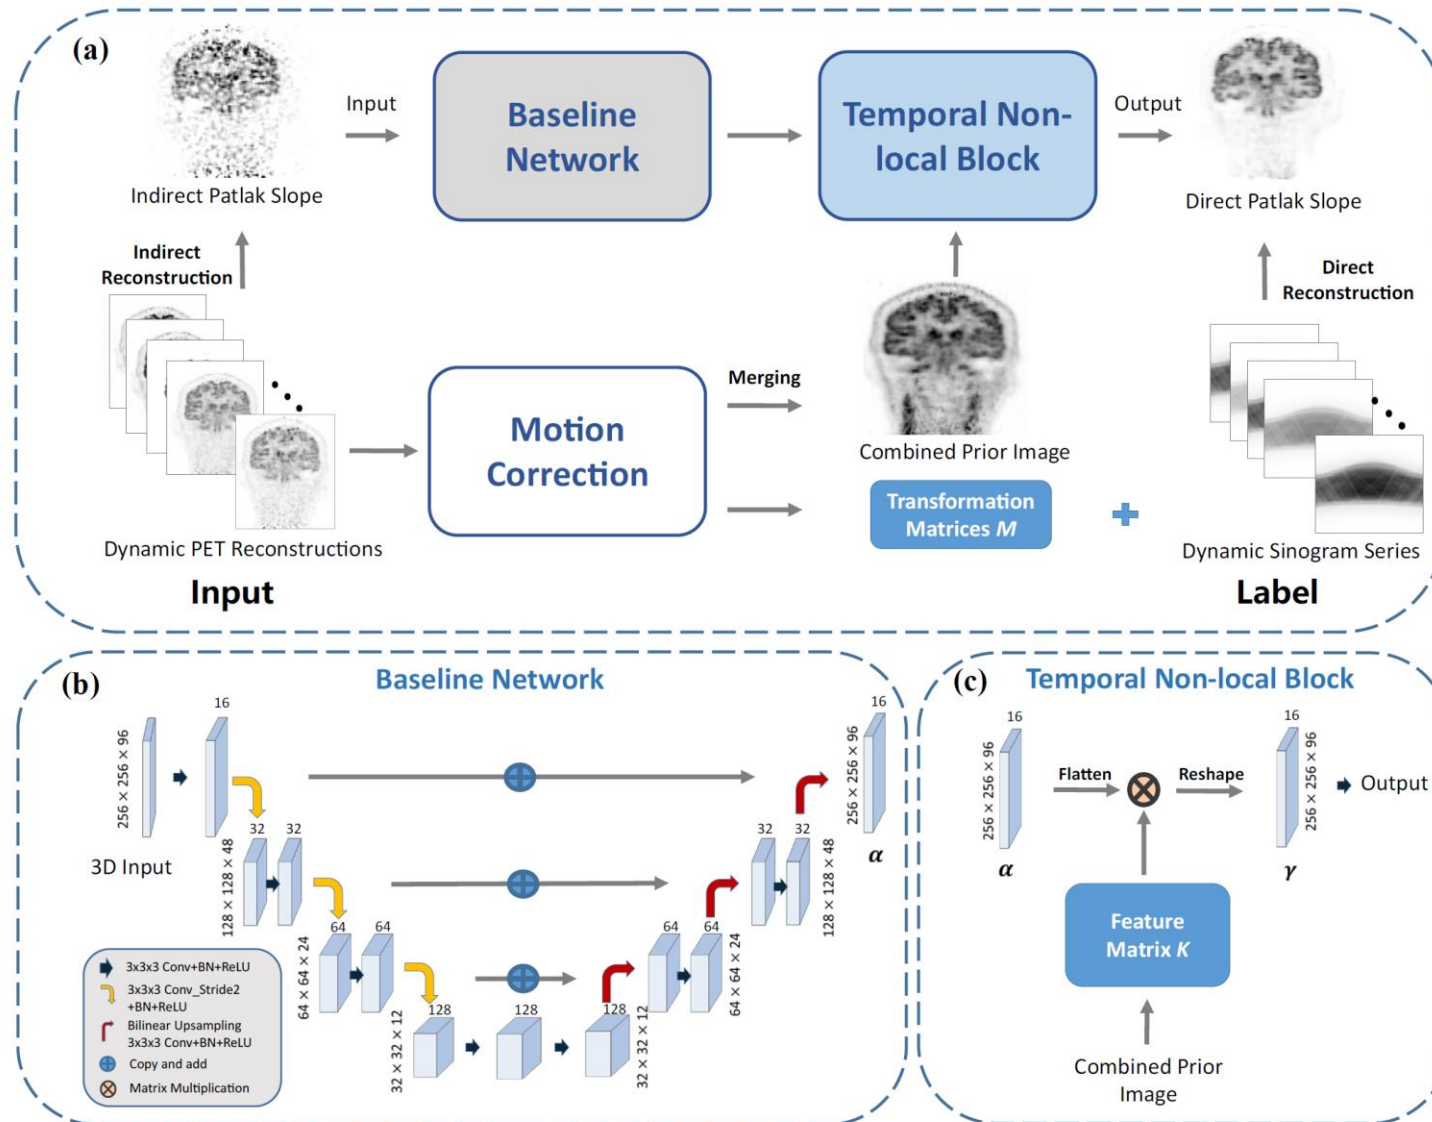 (a)
Input
Baseline
Network
Temporal Non-
local Block
Output
Indirect Patlak Slope
Direct Patlak Slope
Indirect
Reconstruction
Direct
Reconstruction
Merging
Motion
Correction
Combined Prior Image
Transformation
Matrices M
Dynamic PET Reconstructions
Dynamic Sinogram Series
Input
Label
(b)
Baseline Network
16
256 × 256 × 96
3D Input
32
32
128 × 128 × 48
64
64
64 × 64 × 24
128
32 × 32 × 12
128
128
32 × 32 × 12
64
64
64 × 64 × 24
32
32
128 × 128 × 48
16
256 × 256 × 96
α
3x3x3 Conv+BN+ReLU
3x3x3 Conv_Stride2
+BN+ReLU
Bilinear Upsampling
3x3x3 Conv+BN+ReLU
Copy and add
Matrix Multiplication
(c)
Temporal Non-local Block
16
256 × 256 × 96
α
Flatten
Reshape
16
256 × 256 × 96
γ
Output
Feature
Matrix K
Combined Prior
Image